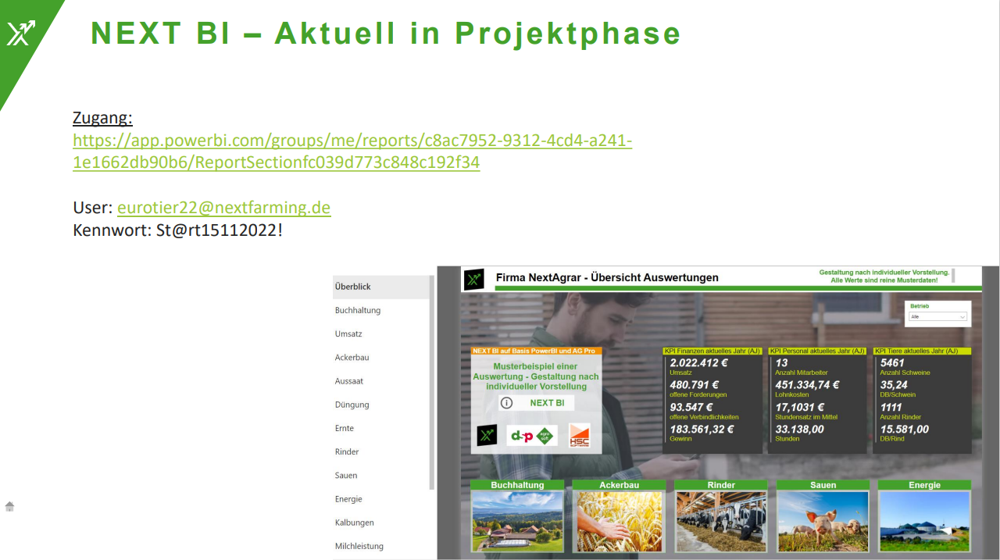 NEXT BI – Aktuell in Projektphase
Zugang:
https://app.powerbi.com/groups/me/reports/c8ac7952-9312-4cd4-a241-
1e1662db90b6/ReportSectionfc039d773c848c192f34
User: eurotier22@nextfarming.de
Kennwort: St@rt15112022!
Überblick
Buchhaltung
Umsatz
Ackerbau
Aussaat
Düngung
Ernte
Rinder
Sauen
Energie
Kalbungen
Milchleistung
Firma NextAgrar - Übersicht Auswertungen
Gestaltung nach individueller Vorstellung.
Alle Werte sind reine Musterdaten!
Betrieb
Alle
NEXT BI auf Basis PowerBI und AG Pro
Musterbeispiel einer
Auswertung - Gestaltung nach
individueller Vorstellung
NEXT BI
dsp
agro soft
HSC
SOFTWARE
KPI Finanzen aktuelles Jahr (AJ)
2.022.412 €
Umsatz
480.791 €
offene Forderungen
93.547 €
offene Verbindlichkeiten
183.561,32 €
Gewinn
KPI Personal aktuelles Jahr (AJ)
13
Anzahl Mitarbeiter
451.334,74 €
Lohnkosten
17,1031 €
Stundensatz im Mittel
33.138,00
Stunden
KPI Tiere aktuelles Jahr (AJ)
5461
Anzahl Schweine
35,24
DB/Schwein
1111
Anzahl Rinder
15.581,00
DB/Rind
Buchhaltung
Ackerbau
Rinder
Sauen
Energie